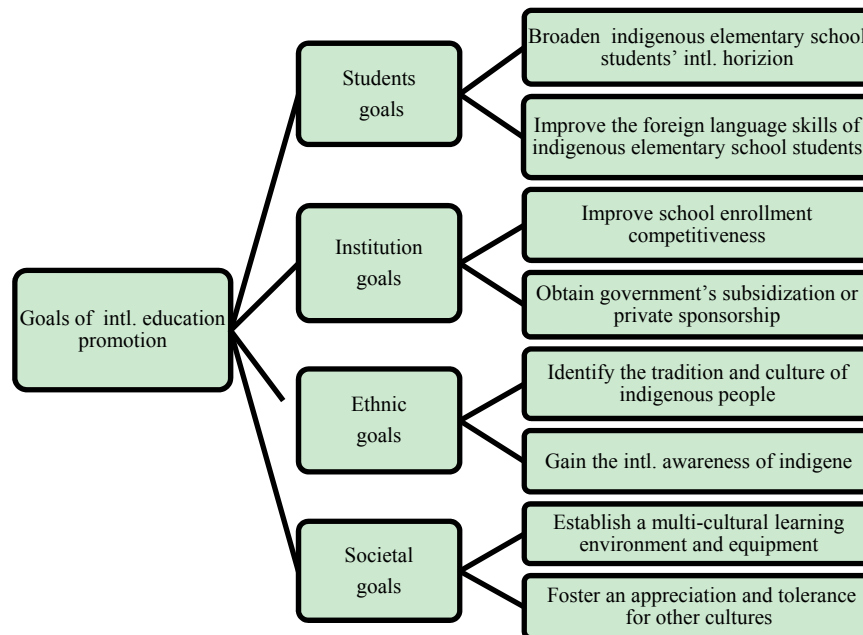 Goals of intl. education
promotion
Students
goals
Broaden indigenous elementary school
students’ intl. horizion
Improve the foreign language skills of
indigenous elementary school students
Institution
goals
Improve school enrollment
competitiveness
Obtain government’s subsidization or
private sponsorship
Ethnic
goals
Identify the tradition and culture of
indigenous people
Gain the intl. awareness of indigene
Societal
goals
Establish a multi-cultural learning
environment and equipment
Foster an appreciation and tolerance
for other cultures